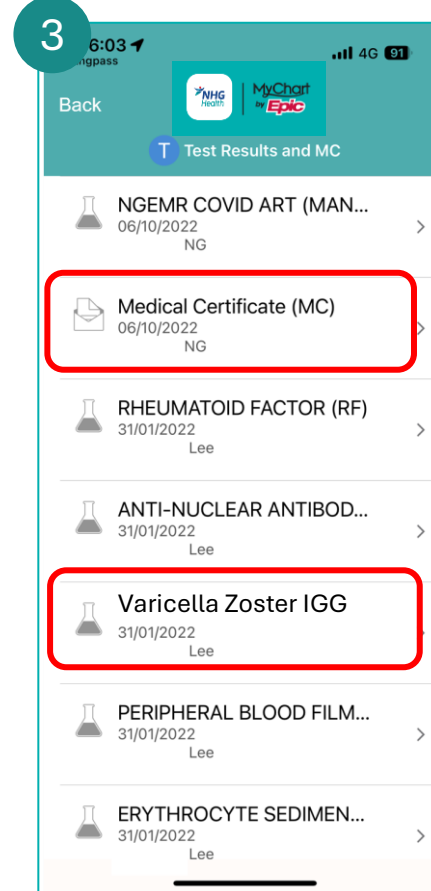 3
6:03
4G 91
ngpass
Back
NHG
Health
MyChart
by Epic
T Test Results and MC
NGEMR COVID ART (MAN...
06/10/2022
NG
Medical Certificate (MC)
06/10/2022
NG
RHEUMATOID FACTOR (RF)
31/01/2022
Lee
ANTI-NUCLEAR ANTIBOD...
31/01/2022
Lee
Varicella Zoster IGG
31/01/2022
Lee
PERIPHERAL BLOOD FILM...
31/01/2022
Lee
ERYTHROCYTE SEDIMEN...
31/01/2022
Lee